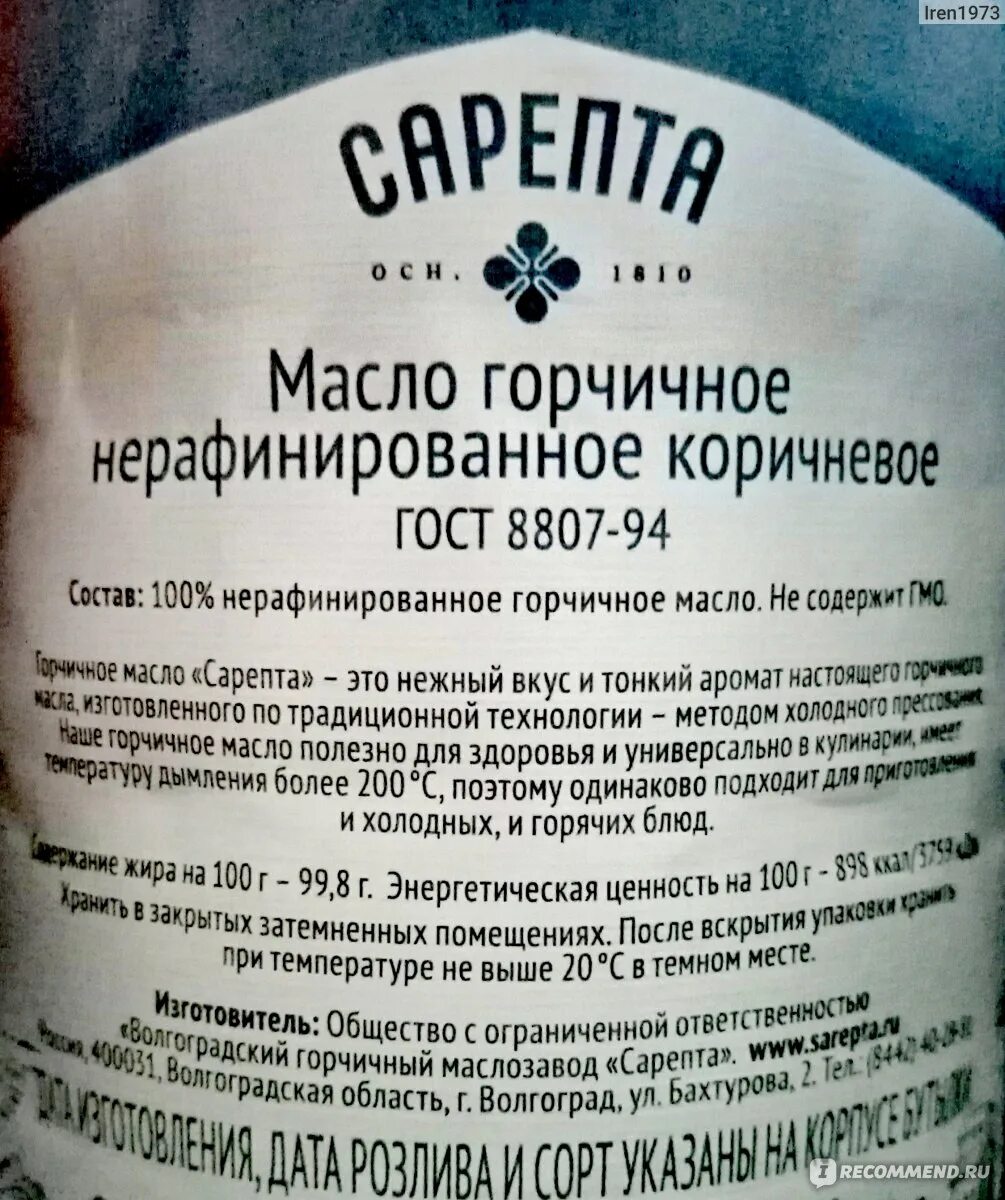 Iren1973
САРЕПТА
ОСН. 1810
Масло горчичное
нерафинированное коричневое
ГОСТ 8807-94
Состав: 100% нерафинированное горчичное масло. Не содержит ГМО.
Горчичное масло «Сарепта» – это нежный вкус и тонкий аромат настоящего горчичного
масла, изготовленного по традиционной технологии – методом холодного прессования.
Наше горчичное масло полезно для здоровья и универсально в кулинарии, имеет
температуру дымления более 200°С, поэтому одинаково подходит для приготовления
и холодных, и горячих блюд.
Содержание жира на 100 г – 99,8 г. Энергетическая ценность на 100 г - 898 ккал/3759
Хранить в закрытых затемненных помещениях. После вскрытия упаковки хранить
при температуре не выше 20°С в темном месте.
Изготовитель: Общество с ограниченной ответственностью
«Волгоградский горчичный маслозавод «Сарепта». www.sarepta.ru
Россия, 400031, Волгоградская область, г. Волгоград, ул. Бахтурова, 2. Тел.: (8442)
ДАТА ИЗГОТОВЛЕНИЯ, ДАТА РОЗЛИВА И СОРТ УКАЗАНЫ НА КОРПУСЕ БУТЫЛКИ
RECOMMEND.RU